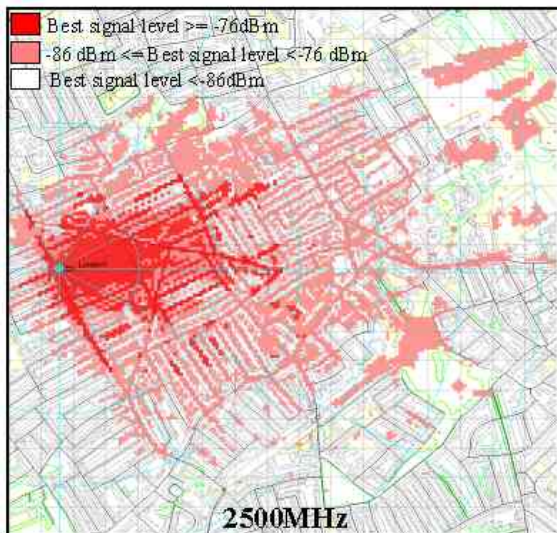 Best signal level >= -76dBm
-86 dBm <=Best signal level <-76 dBm
Best signal level <-86dBm
2500MHz